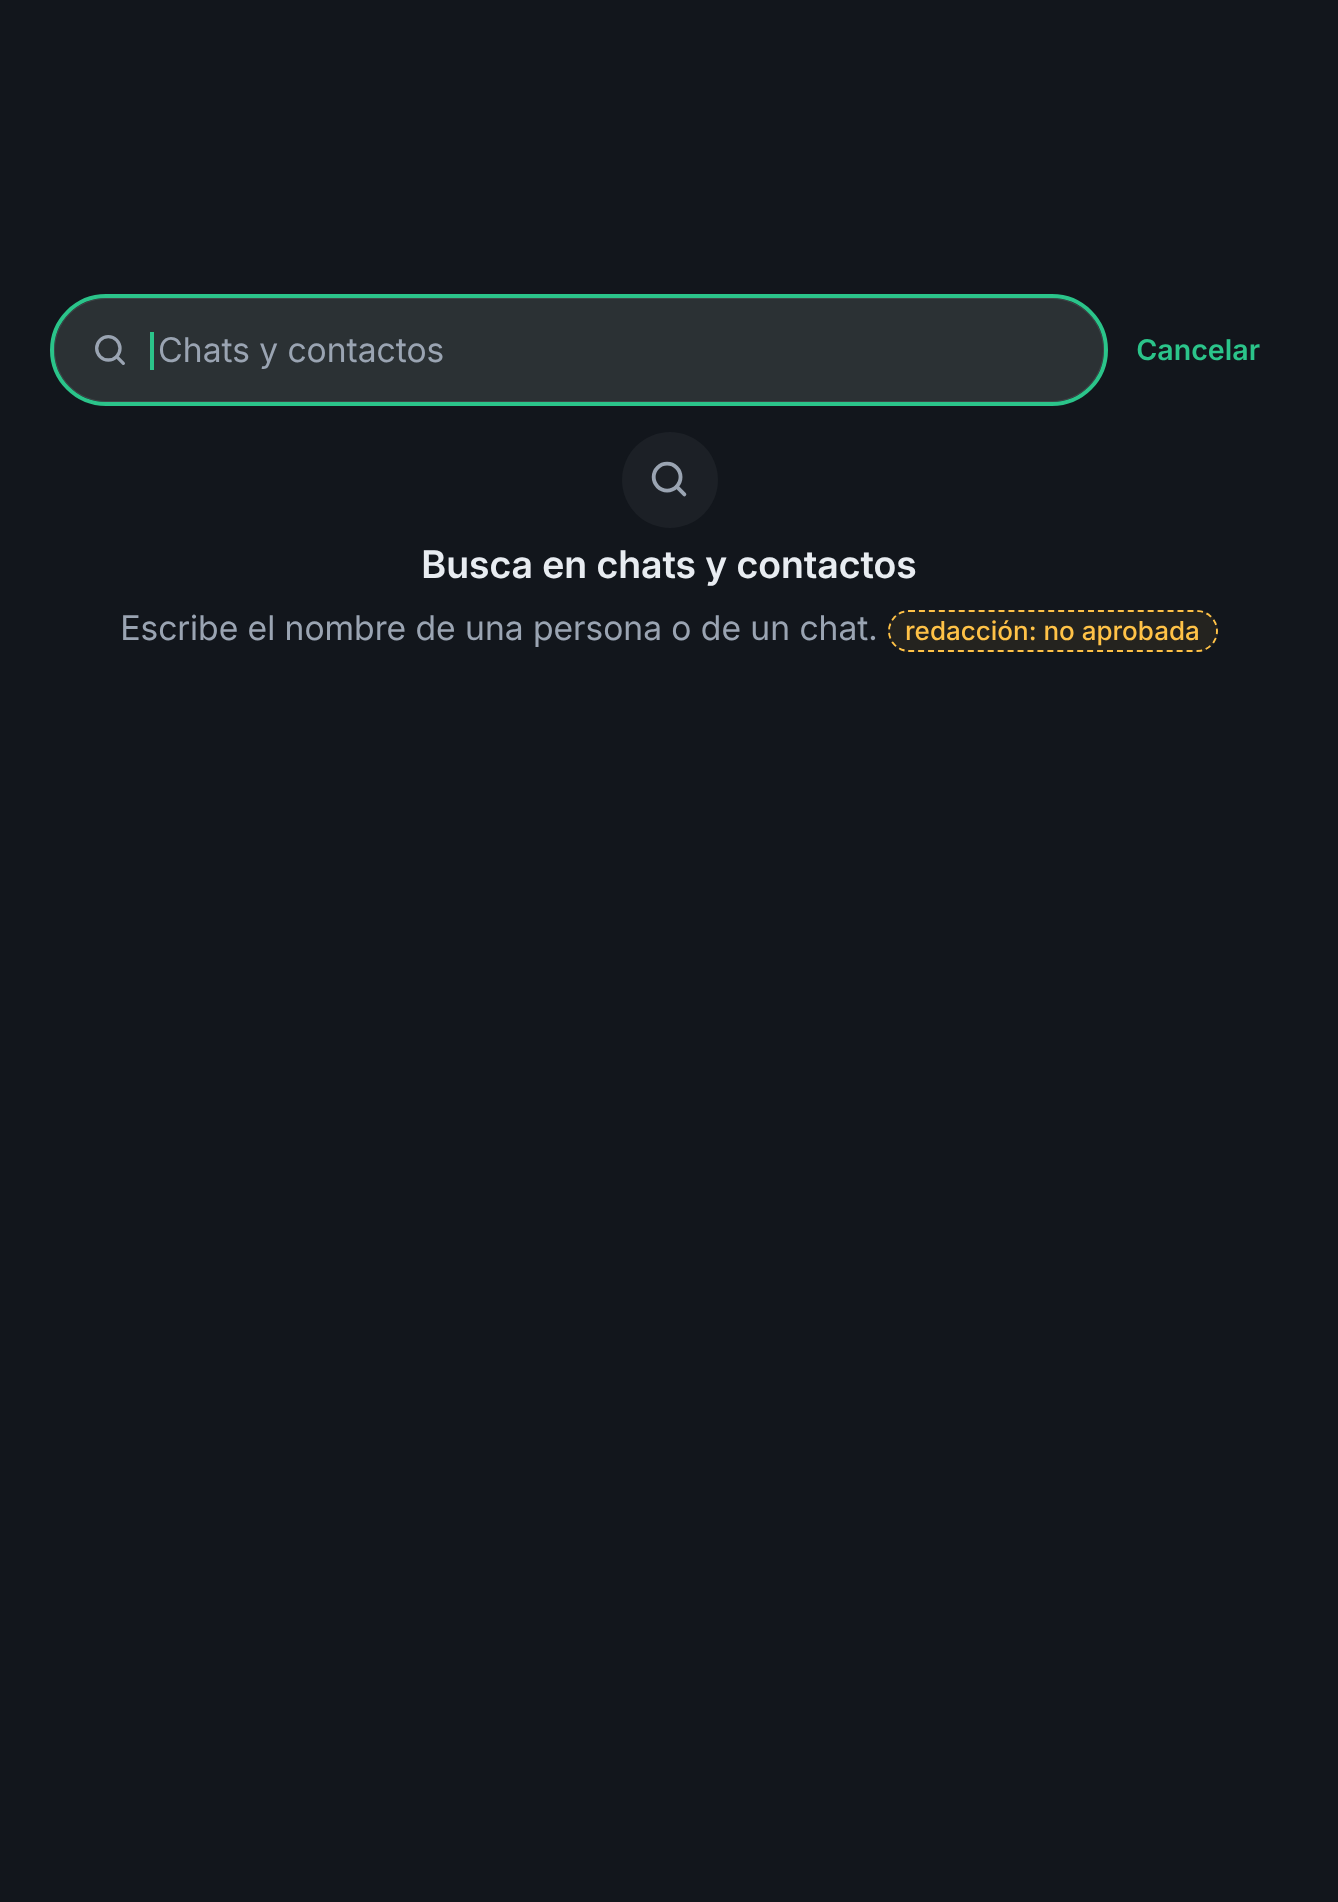 Chats y contactos Cancelar
Busca en chats y contactos
Escribe el nombre de una persona o de un chat. redacción: no aprobada